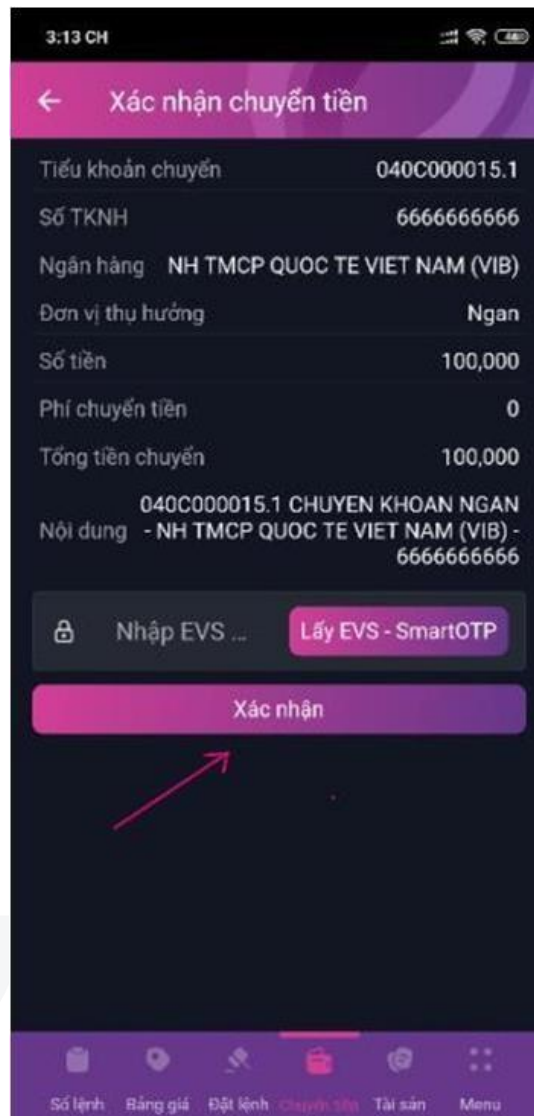 3:13 CH
Xác nhận chuyển tiền
Tiểu khoản chuyển 040C000015.1
Số TKNH 6666666666
Ngân hàng NH TMCP QUOC TE VIET NAM (VIB)
Đơn vị thụ hưởng Ngan
Số tiền 100,000
Phí chuyển tiền 0
Tổng tiền chuyển 100,000
040C000015.1 CHUYEN KHOAN NGAN
Nội dung - NH TMCP QUOC TE VIET NAM (VIB) -
6666666666
Nhập EVS ... Lấy EVS - SmartOTP
Xác nhận
Sổ lệnh Bảng giá Đặt lệnh Chuyển tiền Tài sản Menu